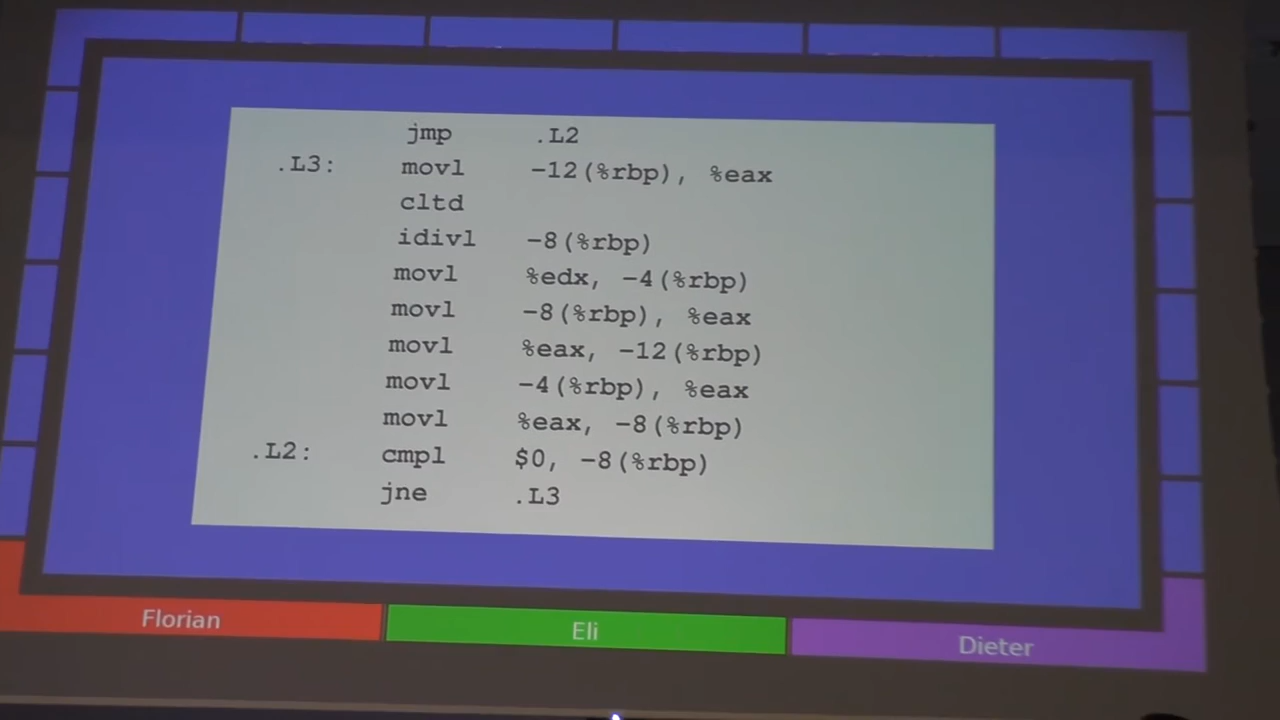 jmp .L2
.L3: movl -12(%rbp), %eax
cltd
idivl -8(%rbp)
movl %edx, -4(%rbp)
movl -8(%rbp), %eax
movl %eax, -12(%rbp)
movl -4(%rbp), %eax
movl %eax, -8(%rbp)
.L2: cmpl $0, -8(%rbp)
jne .L3
Florian
Eli
Dieter